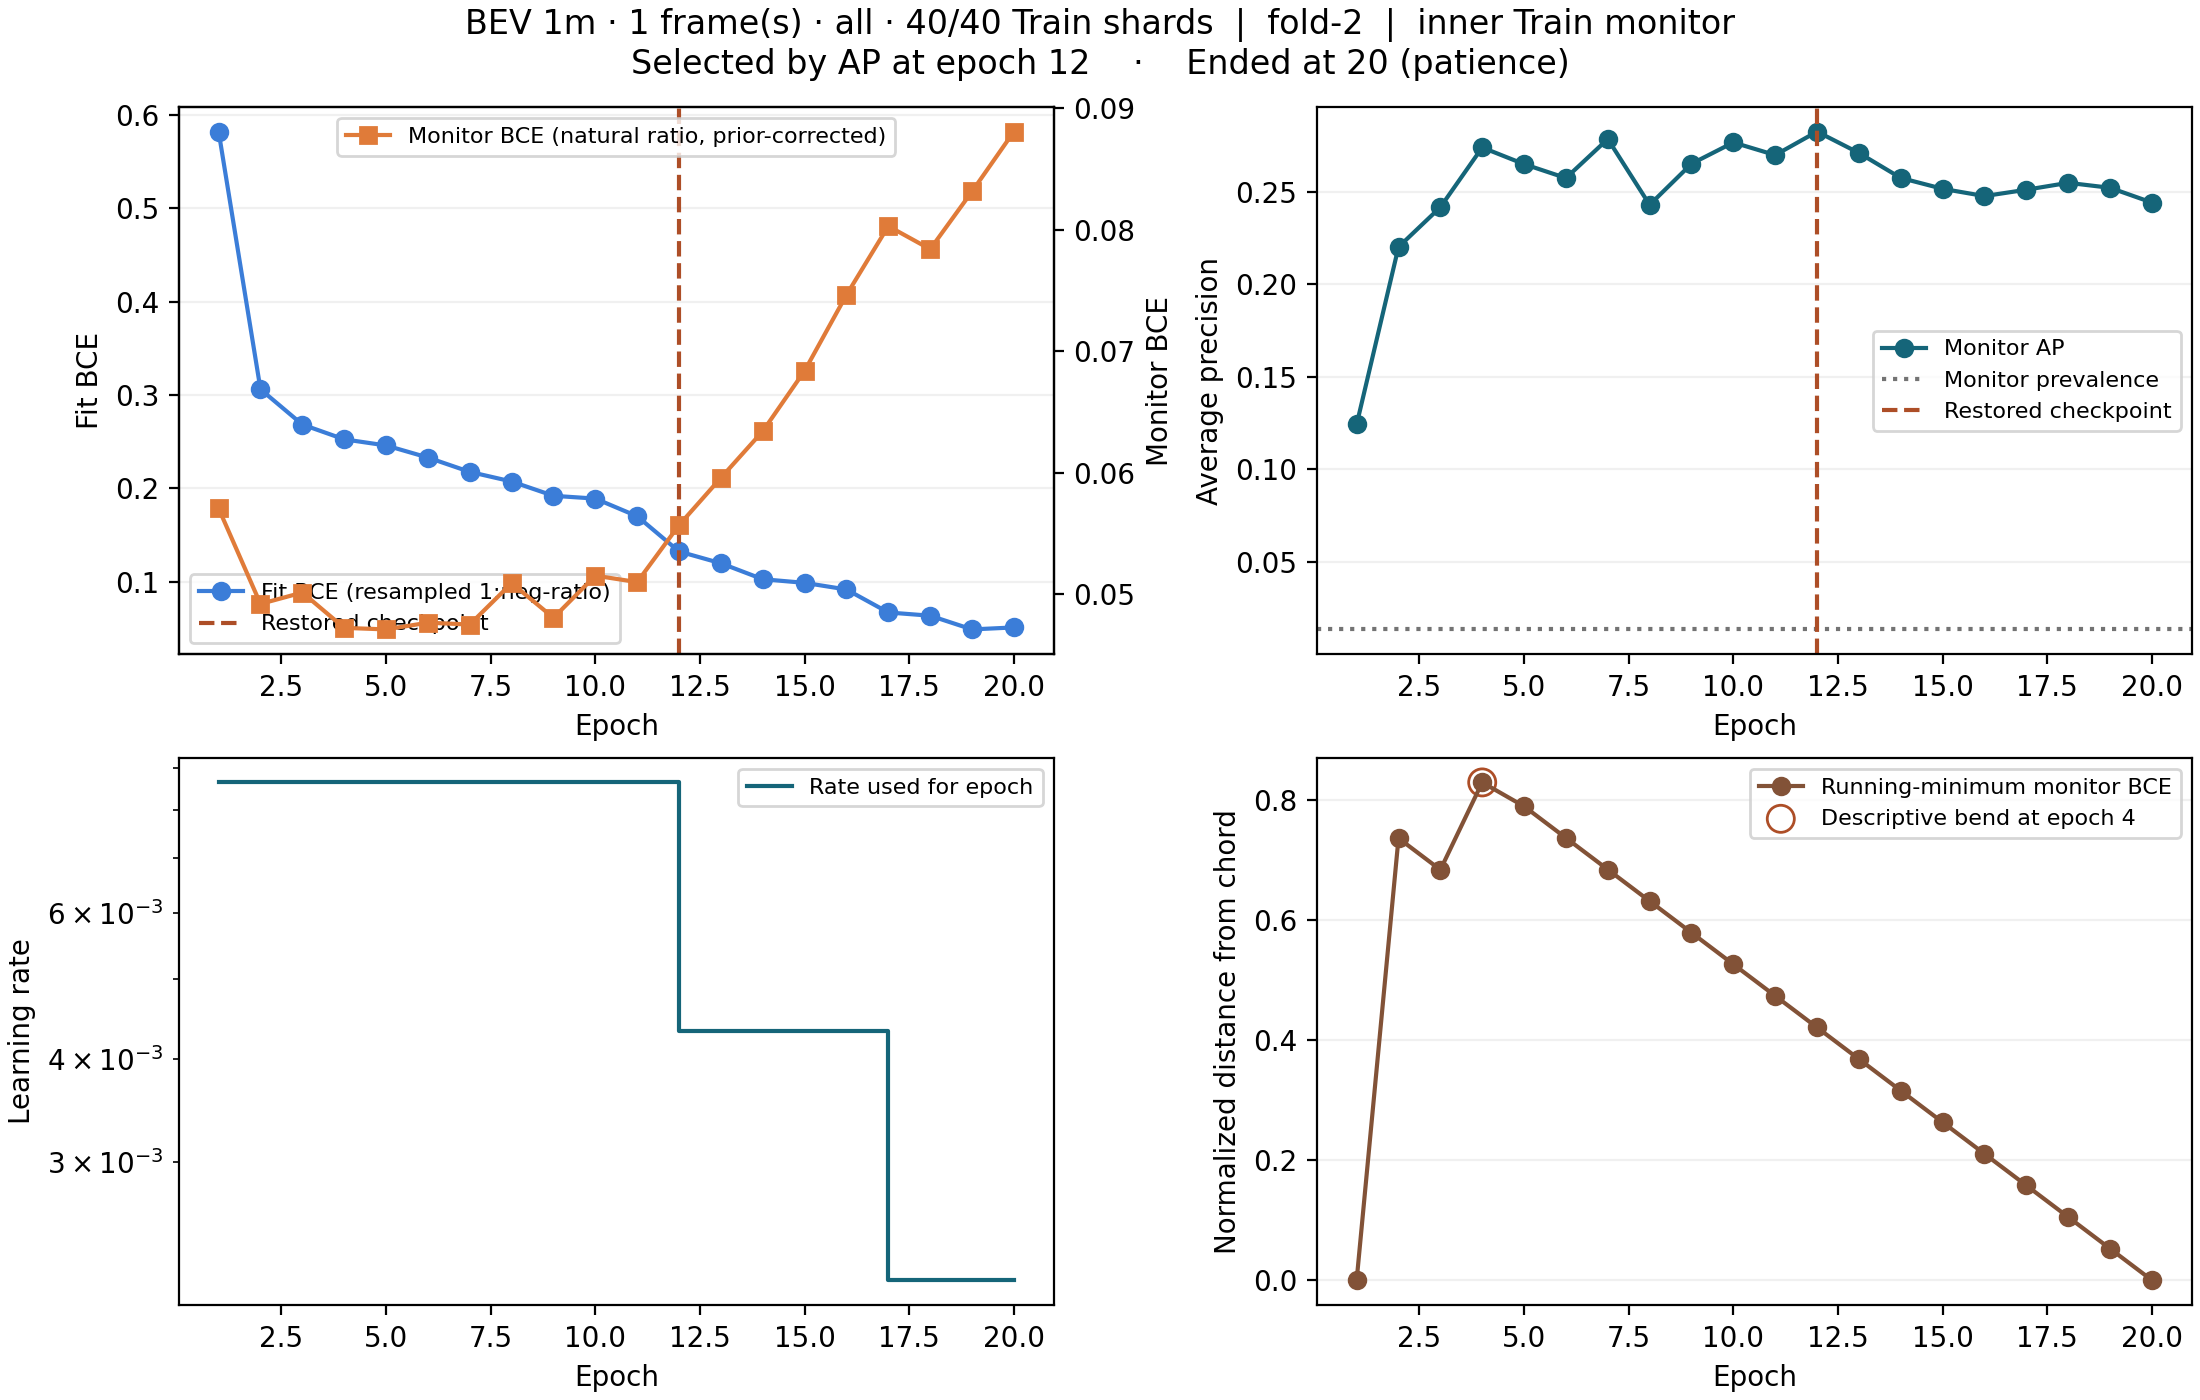 BEV 1m · 1 frame(s) · all · 40/40 Train shards | fold-2 | inner Train monitor
Selected by AP at epoch 12 · Ended at 20 (patience)
0.6
0.5
0.4
0.3
0.2
0.1
Fit BCE
0.09
0.08
0.07
0.06
0.05
Monitor BCE
Monitor BCE (natural ratio, prior-corrected)
Fit BCE (resampled 1:neg-ratio)
Restored checkpoint
2.5 5.0 7.5 10.0 12.5 15.0 17.5 20.0
Epoch
0.25
0.20
0.15
0.10
0.05
Average precision
Monitor AP
Monitor prevalence
Restored checkpoint
2.5 5.0 7.5 10.0 12.5 15.0 17.5 20.0
Epoch
6 × 10⁻³
4 × 10⁻³
3 × 10⁻³
Learning rate
Rate used for epoch
2.5 5.0 7.5 10.0 12.5 15.0 17.5 20.0
Epoch
0.8
0.6
0.4
0.2
0.0
Normalized distance from chord
Running-minimum monitor BCE
Descriptive bend at epoch 4
2.5 5.0 7.5 10.0 12.5 15.0 17.5 20.0
Epoch